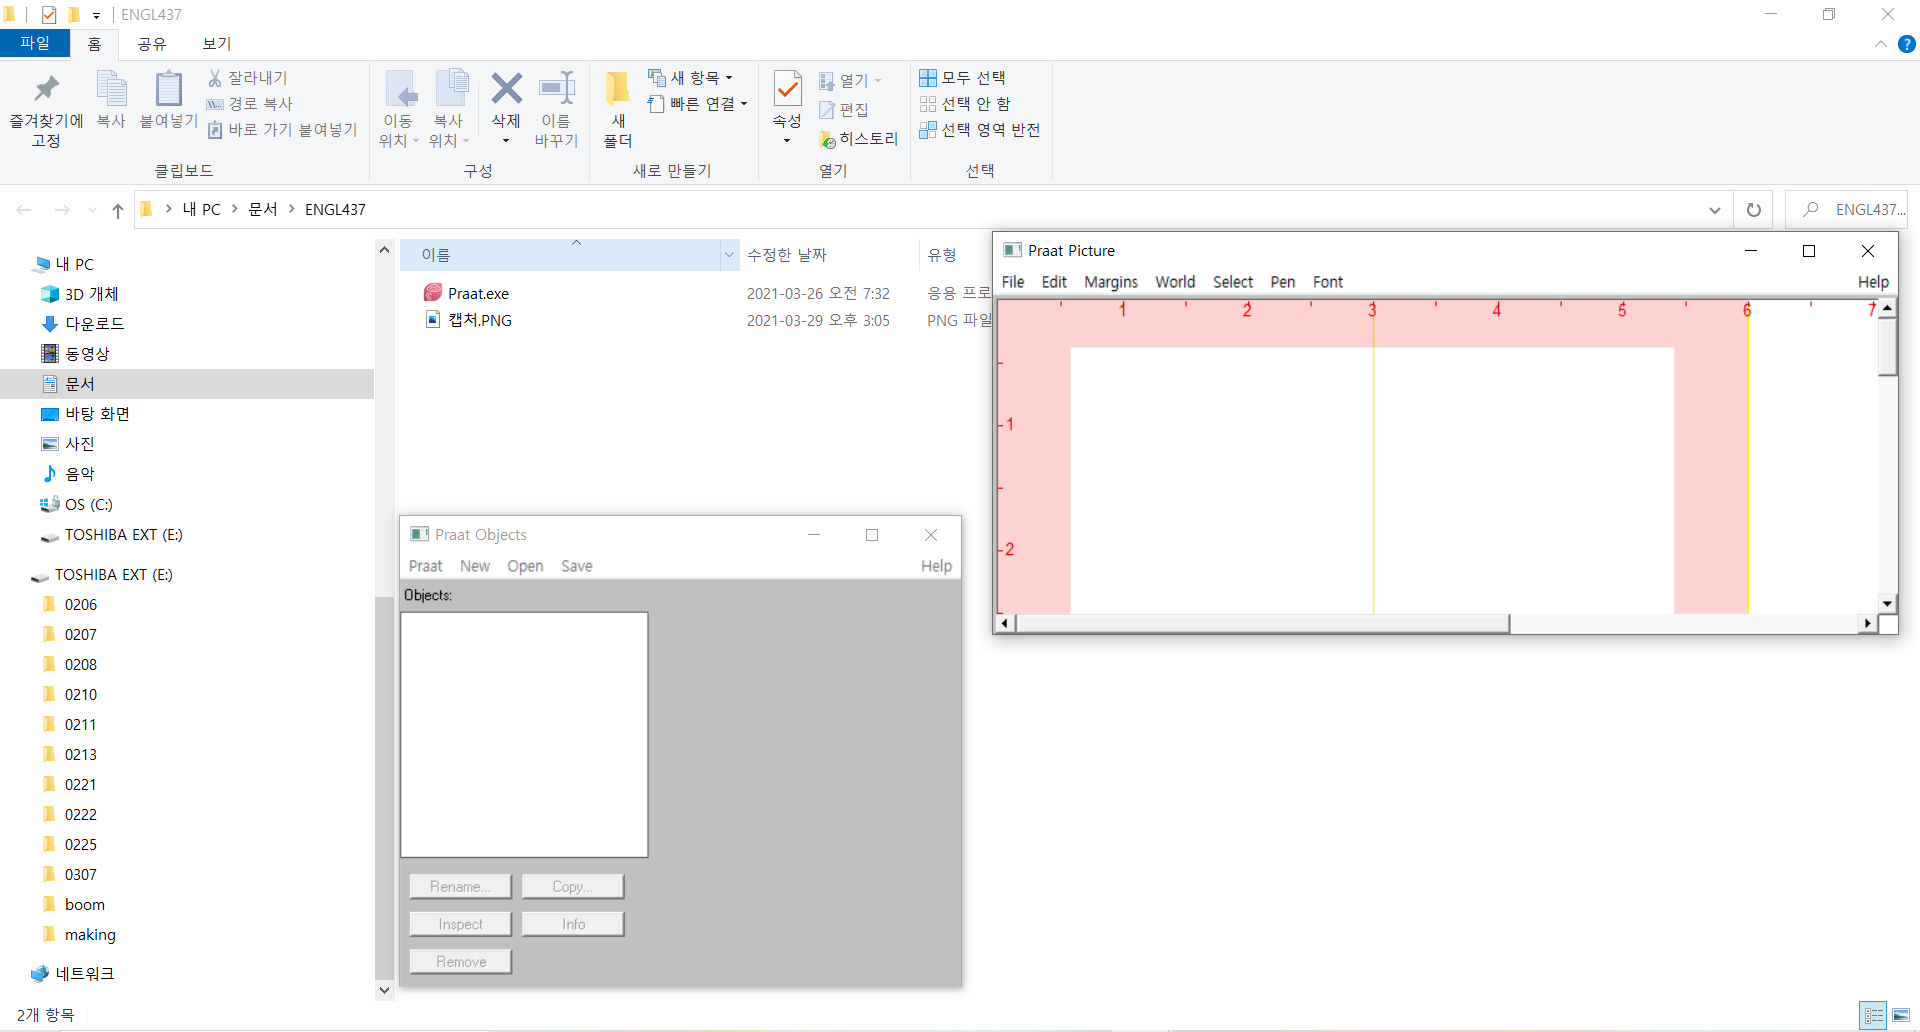 ENGL437
파일 홈 공유 보기
즐겨찾기에 고정
복사
붙여넣기
잘라내기
경로 복사
바로 가기 붙여넣기
클립보드
이동 위치
복사 위치
삭제
이름 바꾸기
구성
새 폴더
새 항목
빠른 연결
새로 만들기
속성
열기
편집
히스토리
열기
모두 선택
선택 안 함
선택 영역 반전
선택
내 PC 문서 ENGL437
ENGL437...
내 PC
3D 개체
다운로드
동영상
문서
바탕 화면
사진
음악
OS (C:)
TOSHIBA EXT (E:)
TOSHIBA EXT (E:)
0206
0207
0208
0210
0211
0213
0221
0222
0225
0307
boom
making
네트워크
2개 항목
이름 수정한 날짜 유형
Praat.exe 2021-03-26 오전 7:32 응용 프로
캡처.PNG 2021-03-29 오후 3:05 PNG 파일
Praat Objects
Praat New Open Save Help
Objects:
Rename... Copy...
Inspect Info
Remove
Praat Picture
File Edit Margins World Select Pen Font Help
1 2 3 4 5 6 7
1
2